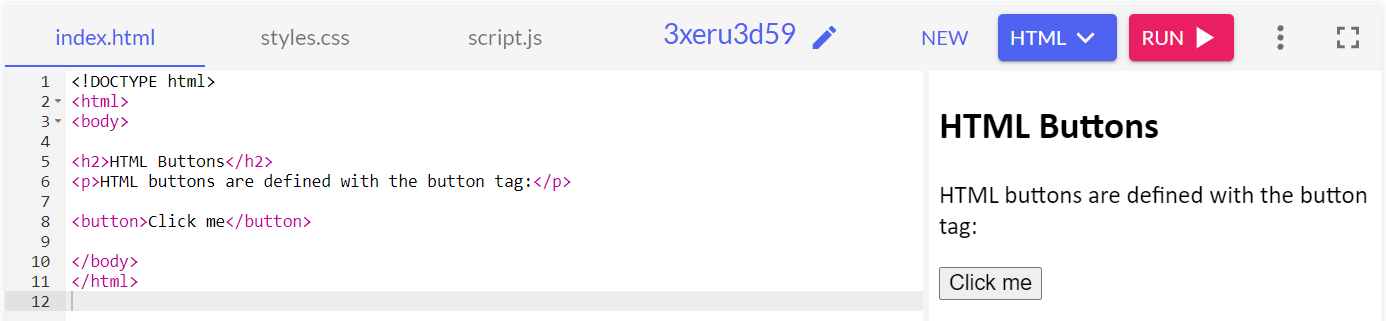 index.html styles.css script.js 3xeru3d59 NEW HTML RUN
1 <!DOCTYPE html>
2 <html>
3 <body>
4
5 <h2>HTML Buttons</h2>
6 <p>HTML buttons are defined with the button tag:</p>
7
8 <button>Click me</button>
9
10 </body>
11 </html>
12
HTML Buttons
HTML buttons are defined with the button
tag:
Click me